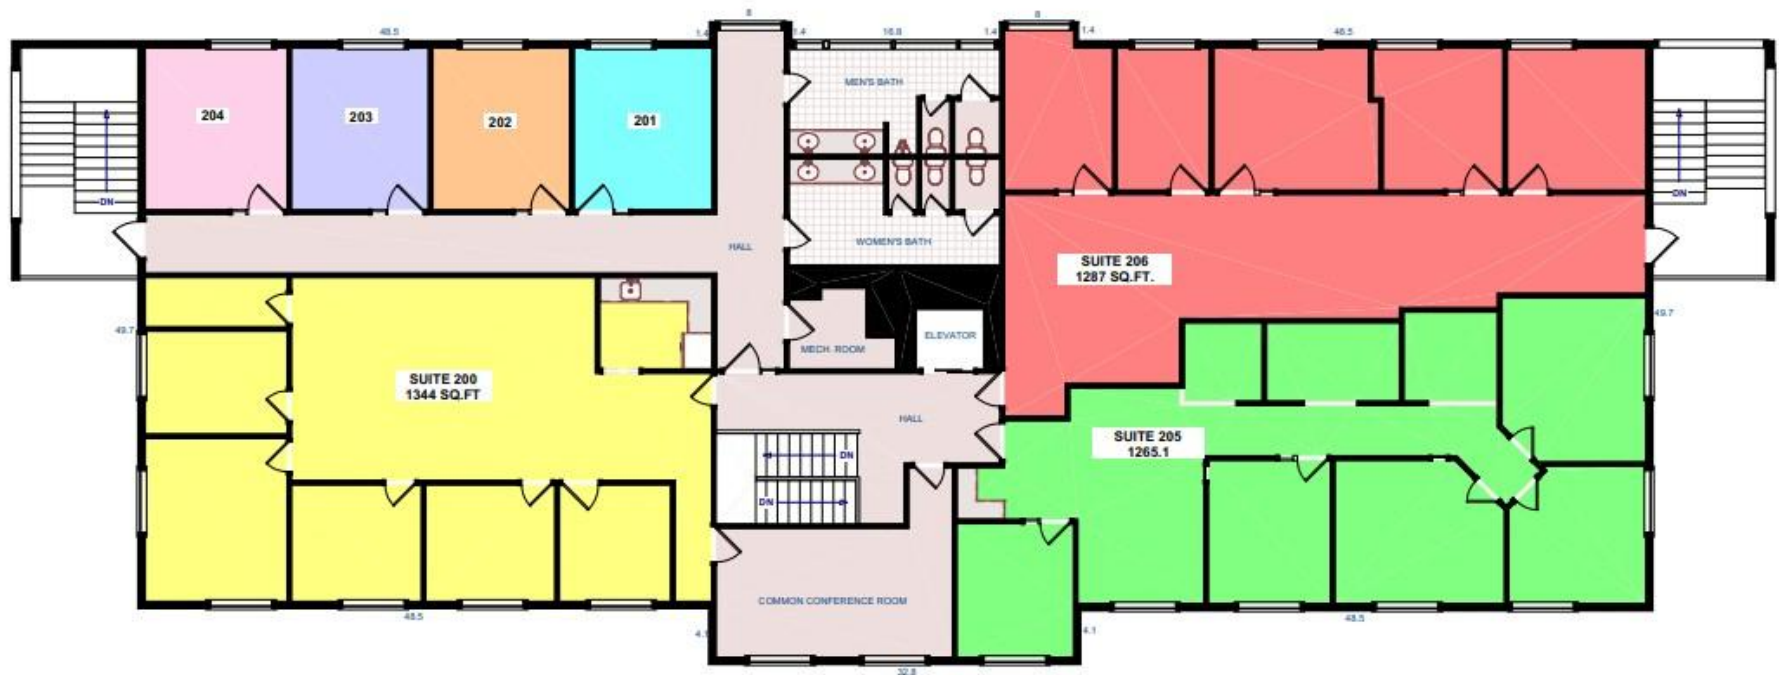 8
8
48.5
1.4
1.4
16.8
1.4
1.4
48.5
MEN'S BATH
204
203
202
201
DN
DN
HALL
WOMEN'S BATH
SUITE 206
1287 SQ.FT.
49.7
49.7
MECH. ROOM
ELEVATOR
SUITE 200
1344 SQ.FT
HALL
SUITE 205
1265.1
DN
DN
COMMON CONFERENCE ROOM
48.5
48.5
4.1
4.1
32.8